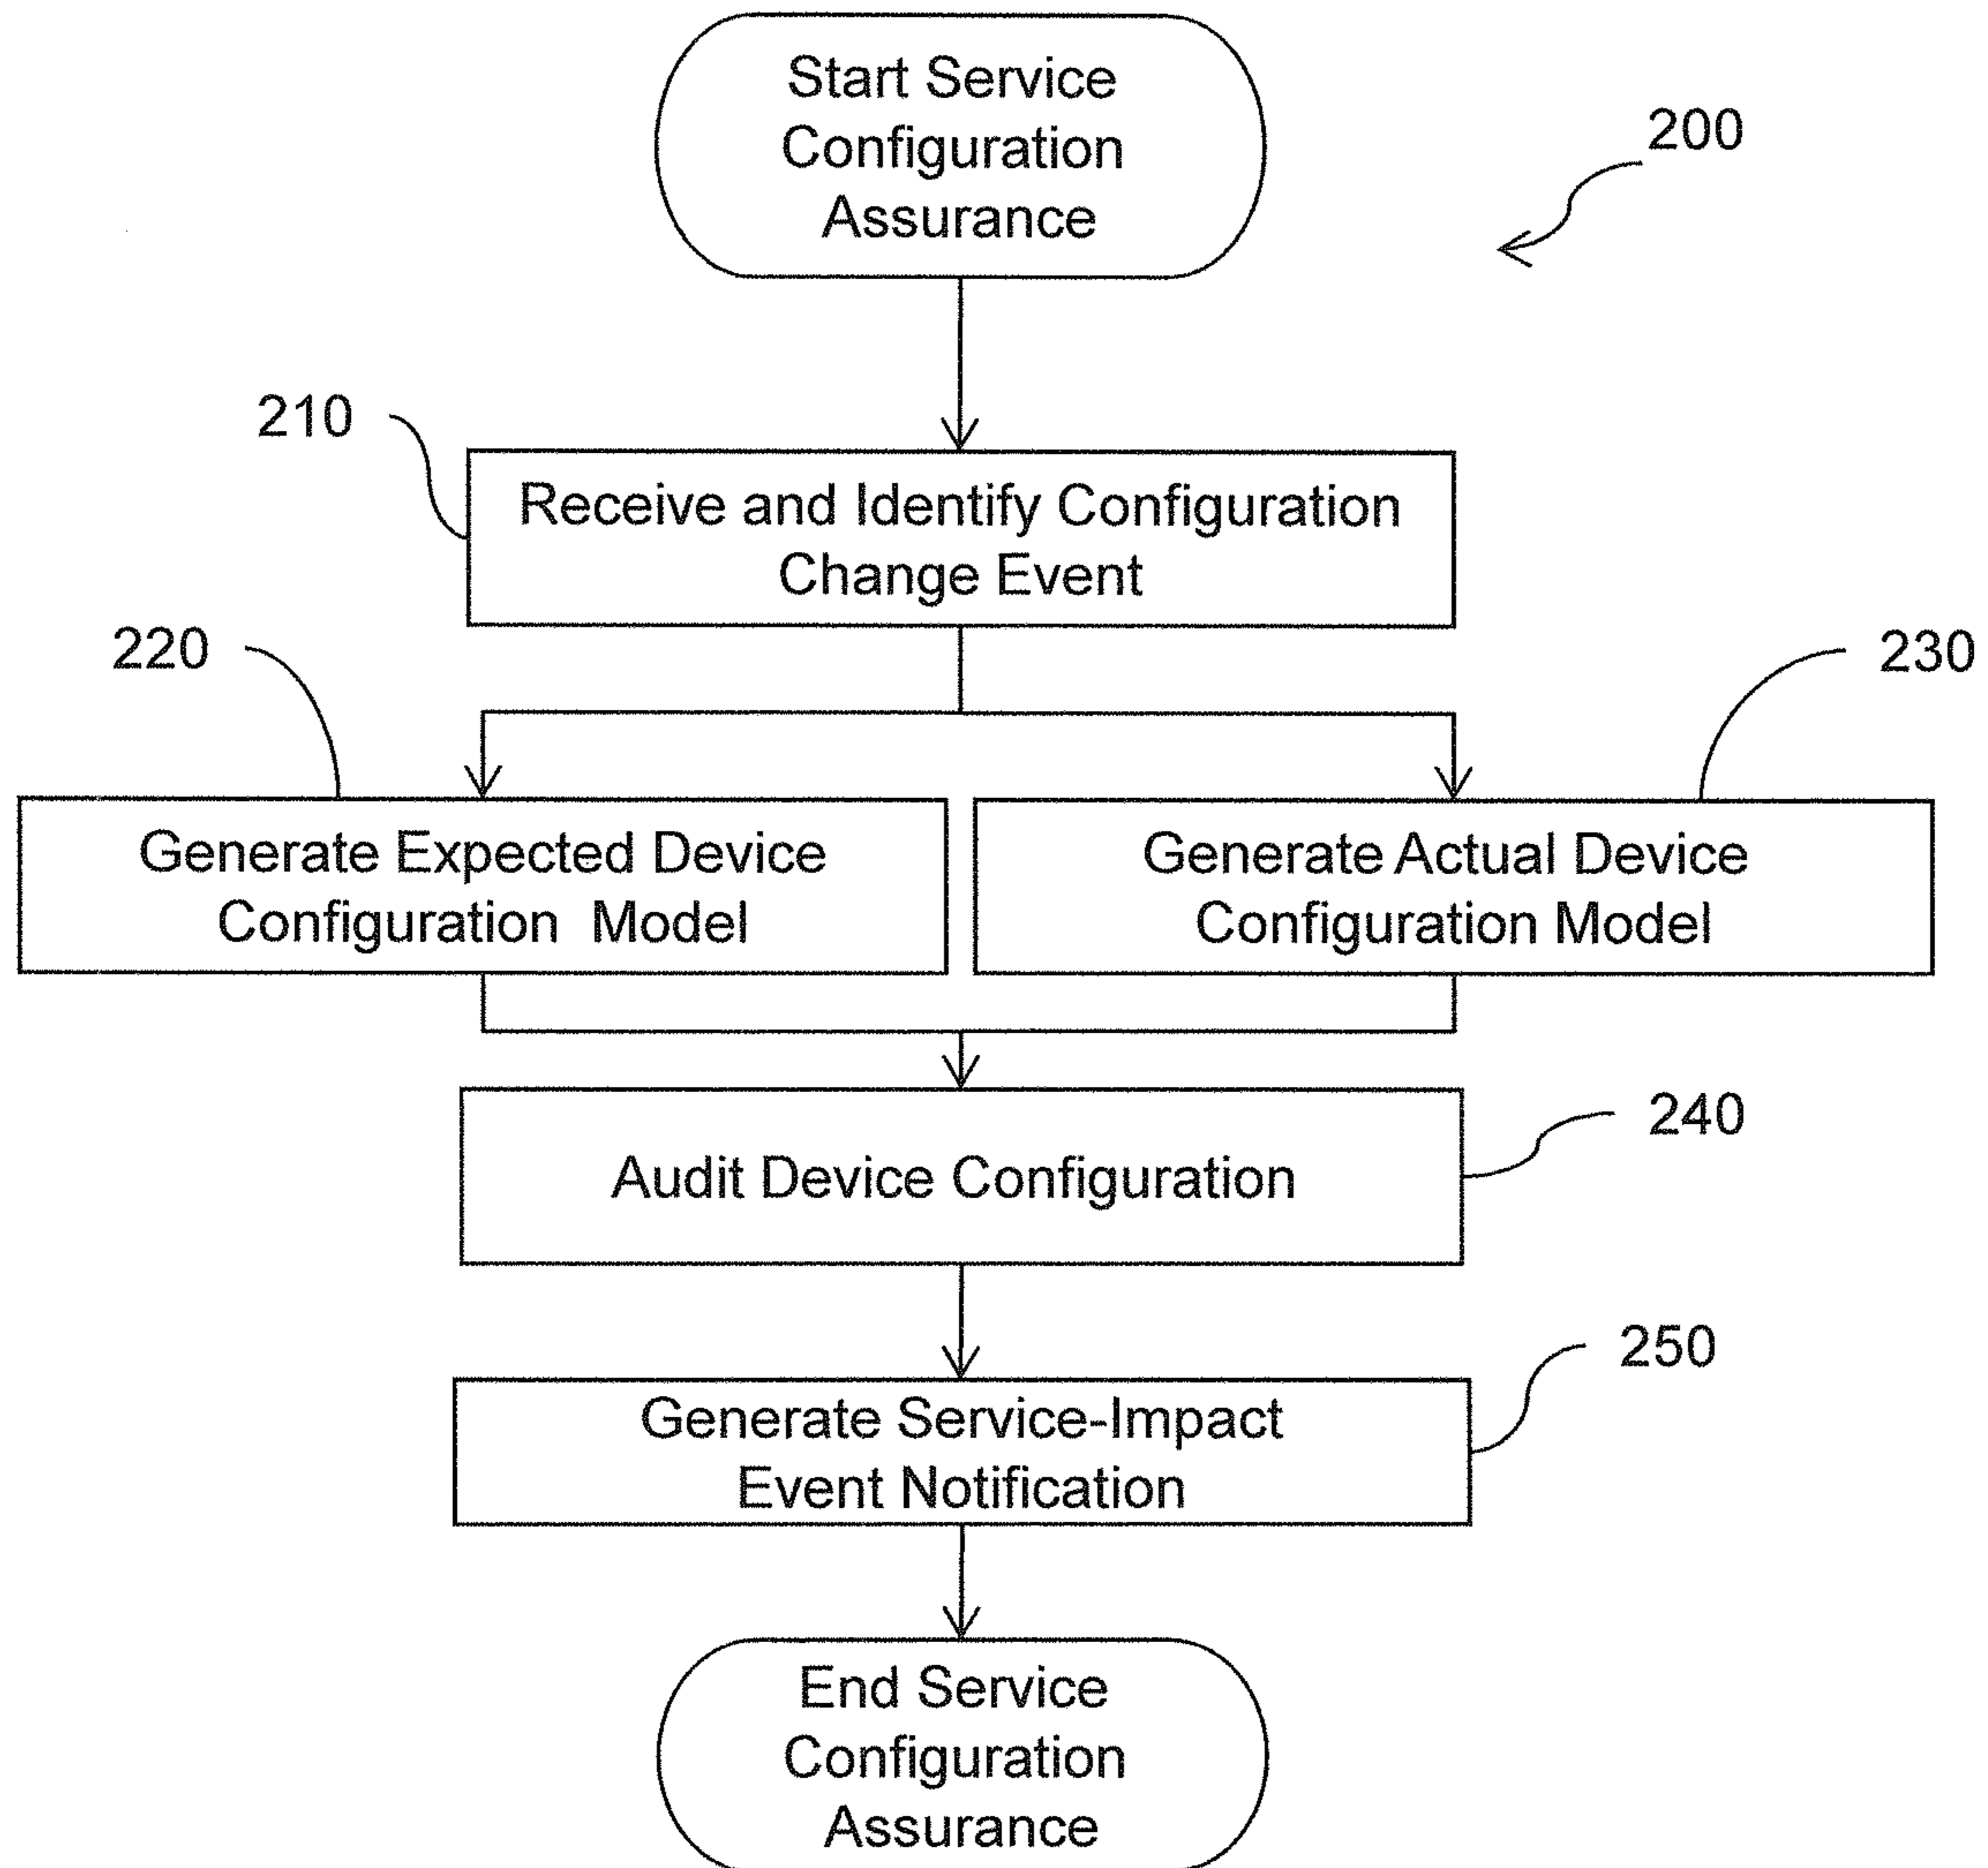 Start Service
Configuration
Assurance
200
210
Receive and Identify Configuration
Change Event
220
230
Generate Expected Device
Configuration Model
Generate Actual Device
Configuration Model
240
Audit Device Configuration
250
Generate Service-Impact
Event Notification
End Service
Configuration
Assurance